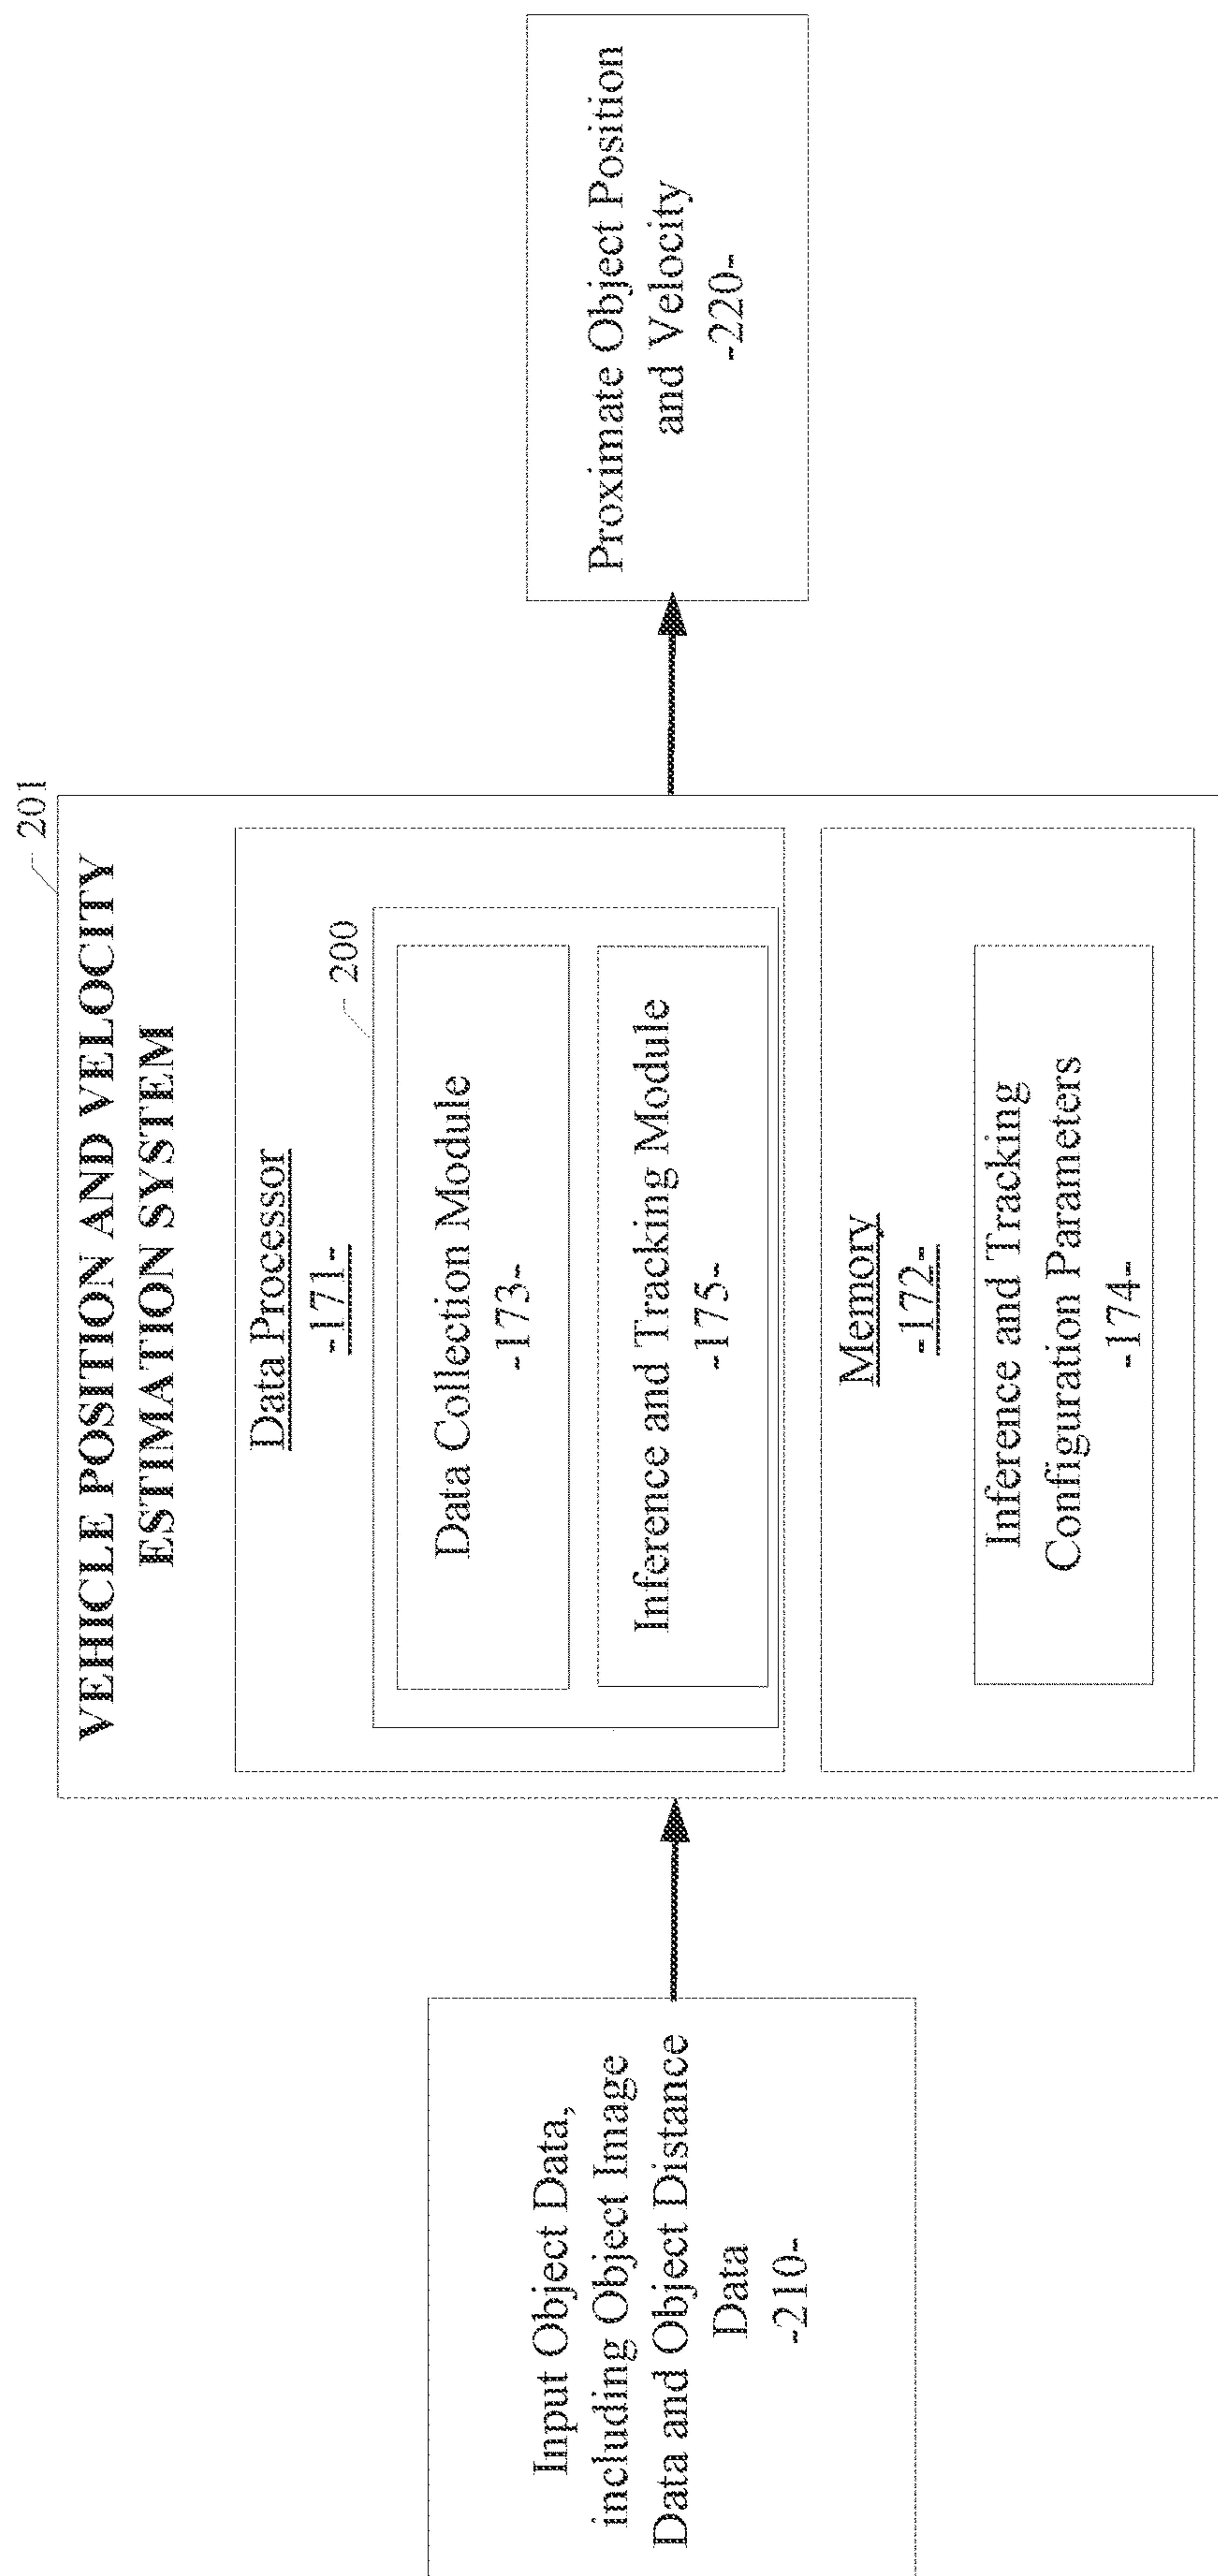 Input Object Data,
including Object Image
Data and Object Distance
Data
-210-
201
VEHICLE POSITION AND VELOCITY
ESTIMATION SYSTEM
Data Processor
-171-
200
Data Collection Module
-173-
Inference and Tracking Module
-175-
Memory
-172-
Inference and Tracking
Configuration Parameters
-174-
Proximate Object Position
and Velocity
-220-